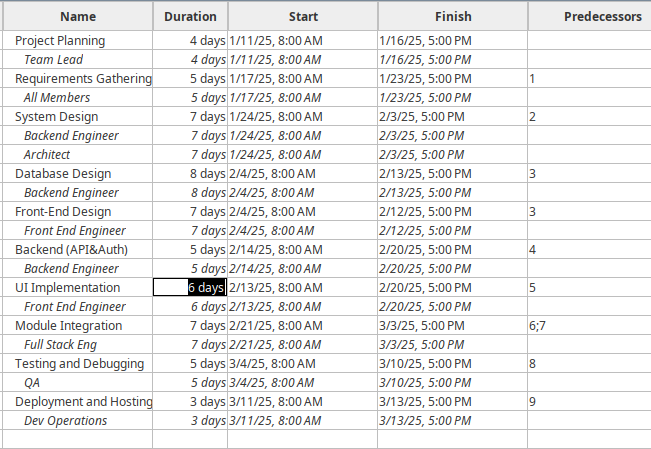 Name Duration Start Finish Predecessors
Project Planning 4 days 1/11/25, 8:00 AM 1/16/25, 5:00 PM
Team Lead 4 days 1/11/25, 8:00 AM 1/16/25, 5:00 PM
Requirements Gathering 5 days 1/17/25, 8:00 AM 1/23/25, 5:00 PM 1
All Members 5 days 1/17/25, 8:00 AM 1/23/25, 5:00 PM
System Design 7 days 1/24/25, 8:00 AM 2/3/25, 5:00 PM 2
Backend Engineer 7 days 1/24/25, 8:00 AM 2/3/25, 5:00 PM
Architect 7 days 1/24/25, 8:00 AM 2/3/25, 5:00 PM
Database Design 8 days 2/4/25, 8:00 AM 2/13/25, 5:00 PM 3
Backend Engineer 8 days 2/4/25, 8:00 AM 2/13/25, 5:00 PM
Front-End Design 7 days 2/4/25, 8:00 AM 2/12/25, 5:00 PM 3
Front End Engineer 7 days 2/4/25, 8:00 AM 2/12/25, 5:00 PM
Backend (API&Auth) 5 days 2/14/25, 8:00 AM 2/20/25, 5:00 PM 4
Backend Engineer 5 days 2/14/25, 8:00 AM 2/20/25, 5:00 PM
UI Implementation 6 days 2/13/25, 8:00 AM 2/20/25, 5:00 PM 5
Front End Engineer 6 days 2/13/25, 8:00 AM 2/20/25, 5:00 PM
Module Integration 7 days 2/21/25, 8:00 AM 3/3/25, 5:00 PM 6;7
Full Stack Eng 7 days 2/21/25, 8:00 AM 3/3/25, 5:00 PM
Testing and Debugging 5 days 3/4/25, 8:00 AM 3/10/25, 5:00 PM 8
QA 5 days 3/4/25, 8:00 AM 3/10/25, 5:00 PM
Deployment and Hosting 3 days 3/11/25, 8:00 AM 3/13/25, 5:00 PM 9
Dev Operations 3 days 3/11/25, 8:00 AM 3/13/25, 5:00 PM